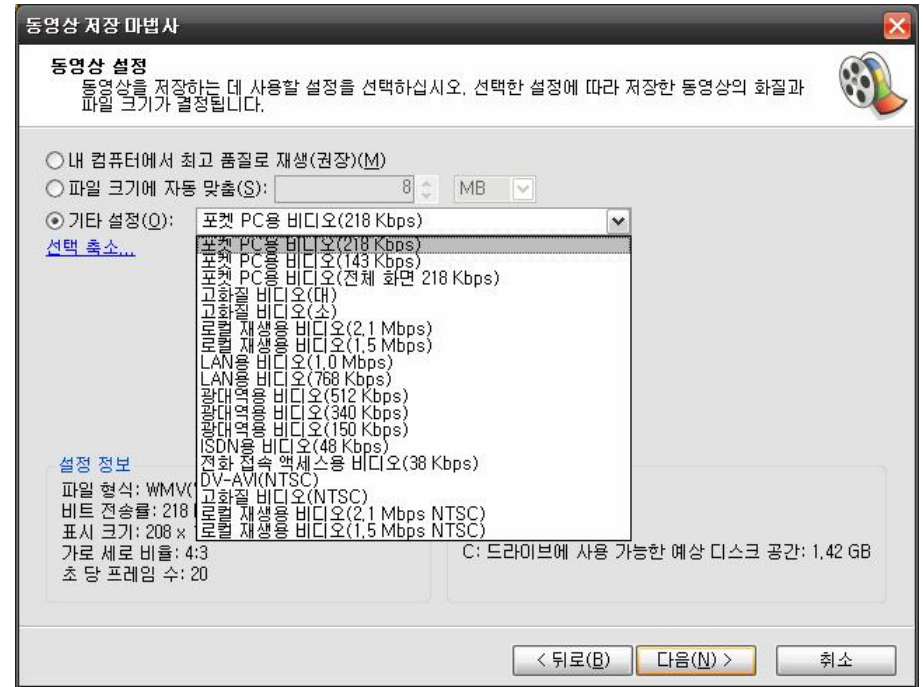 동영상 저장 마법사
동영상 설정
동영상을 저장하는 데 사용할 설정을 선택하십시오. 선택한 설정에 따라 저장한 동영상의 화질과
파일 크기가 결정됩니다.
내 컴퓨터에서 최고 품질로 재생(권장)(M)
파일 크기에 자동 맞춤(S): 8 MB
기타 설정(O): 포켓 PC용 비디오(218 Kbps)
선택 축소...
포켓 PC용 비디오(218 Kbps)
포켓 PC용 비디오(143 Kbps)
포켓 PC용 비디오(전체 화면 218 Kbps)
고화질 비디오(대)
고화질 비디오(소)
로컬 재생용 비디오(2.1 Mbps)
로컬 재생용 비디오(1.5 Mbps)
LAN용 비디오(1.0 Mbps)
LAN용 비디오(768 Kbps)
광대역용 비디오(512 Kbps)
광대역용 비디오(340 Kbps)
광대역용 비디오(150 Kbps)
ISDN용 비디오(48 Kbps)
전화 접속 액세스용 비디오(38 Kbps)
DV-AVI(NTSC)
고화질 비디오(NTSC)
로컬 재생용 비디오(2.1 Mbps NTSC)
로컬 재생용 비디오(1.5 Mbps NTSC)
설정 정보
파일 형식: WMV(
비트 전송률: 218
표시 크기: 208 x
가로 세로 비율: 4:3
초 당 프레임 수: 20
C: 드라이브에 사용 가능한 예상 디스크 공간: 1.42 GB
< 뒤로(B) 다음(N) > 취소